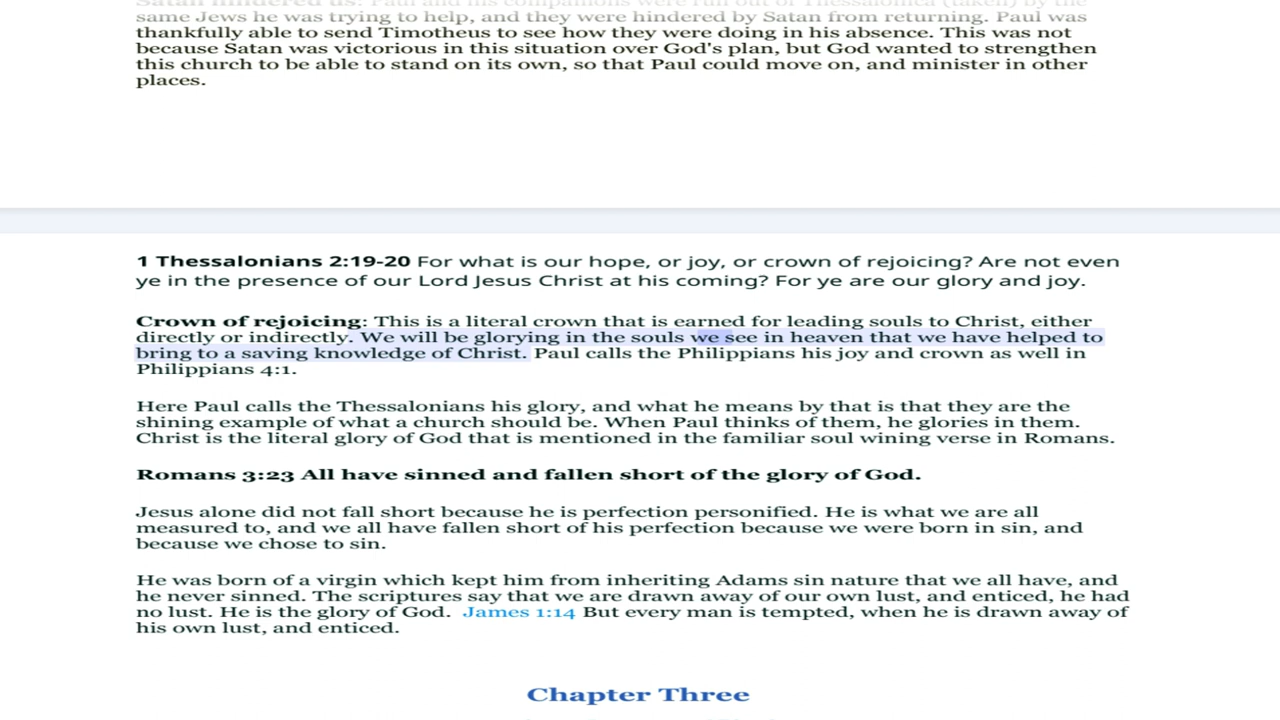 Satan hindered us: Paul and his companions were run out of Thessalonica (taken) by the
same Jews he was trying to help, and they were hindered by Satan from returning. Paul was
thankfully able to send Timotheus to see how they were doing in his absence. This was not
because Satan was victorious in this situation over God's plan, but God wanted to strengthen
this church to be able to stand on its own, so that Paul could move on, and minister in other
places.
1 Thessalonians 2:19-20 For what is our hope, or joy, or crown of rejoicing? Are not even
ye in the presence of our Lord Jesus Christ at his coming? For ye are our glory and joy.
Crown of rejoicing: This is a literal crown that is earned for leading souls to Christ, either
directly or indirectly. We will be glorying in the souls we see in heaven that we have helped to
bring to a saving knowledge of Christ. Paul calls the Philippians his joy and crown as well in
Philippians 4:1.
Here Paul calls the Thessalonians his glory, and what he means by that is that they are the
shining example of what a church should be. When Paul thinks of them, he glories in them.
Christ is the literal glory of God that is mentioned in the familiar soul wining verse in Romans.
Romans 3:23 All have sinned and fallen short of the glory of God.
Jesus alone did not fall short because he is perfection personified. He is what we are all
measured to, and we all have fallen short of his perfection because we were born in sin, and
because we chose to sin.
He was born of a virgin which kept him from inheriting Adams sin nature that we all have, and
he never sinned. The scriptures say that we are drawn away of our own lust, and enticed, he had
no lust. He is the glory of God. James 1:14 But every man is tempted, when he is drawn away of
his own lust, and enticed.
Chapter Three